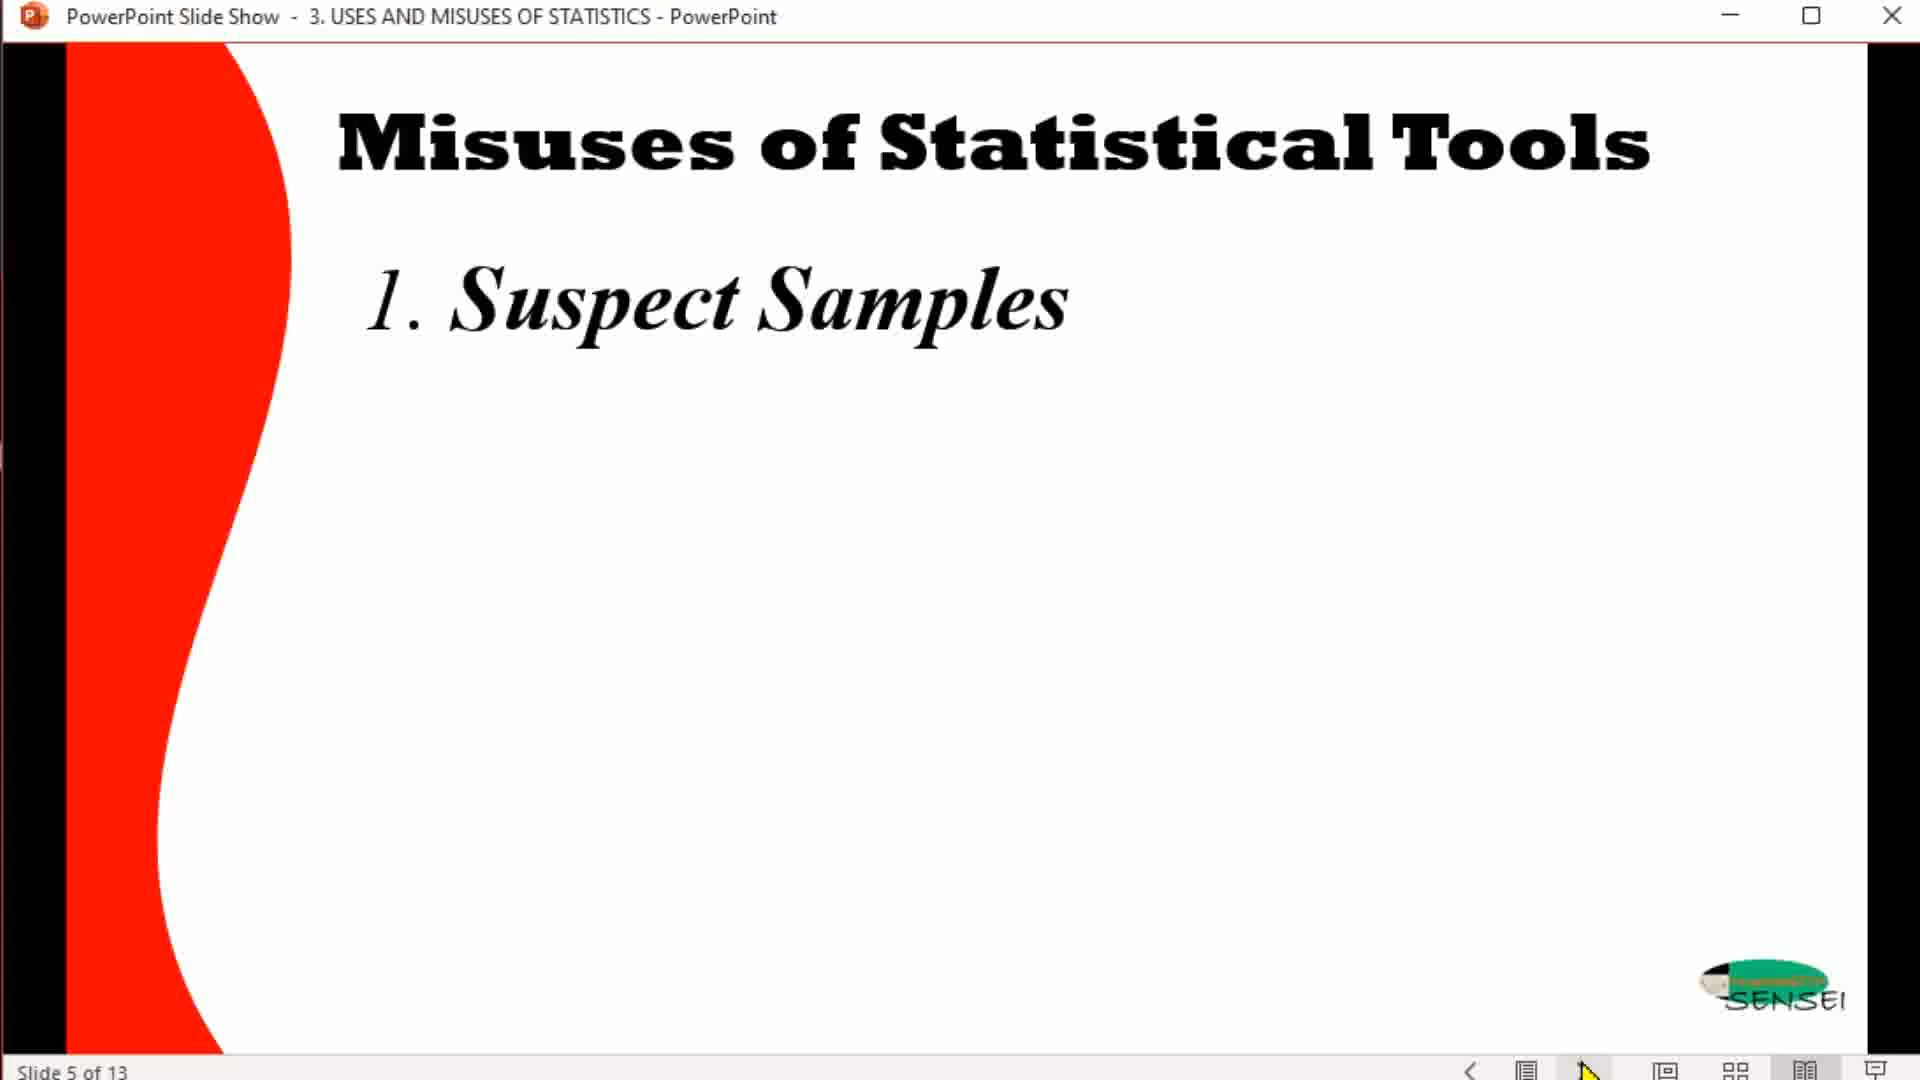 PowerPoint Slide Show - 3. USES AND MISUSES OF STATISTICS - PowerPoint
Misuses of Statistical Tools
1. Suspect Samples
SENSEI
Slide 5 of 13